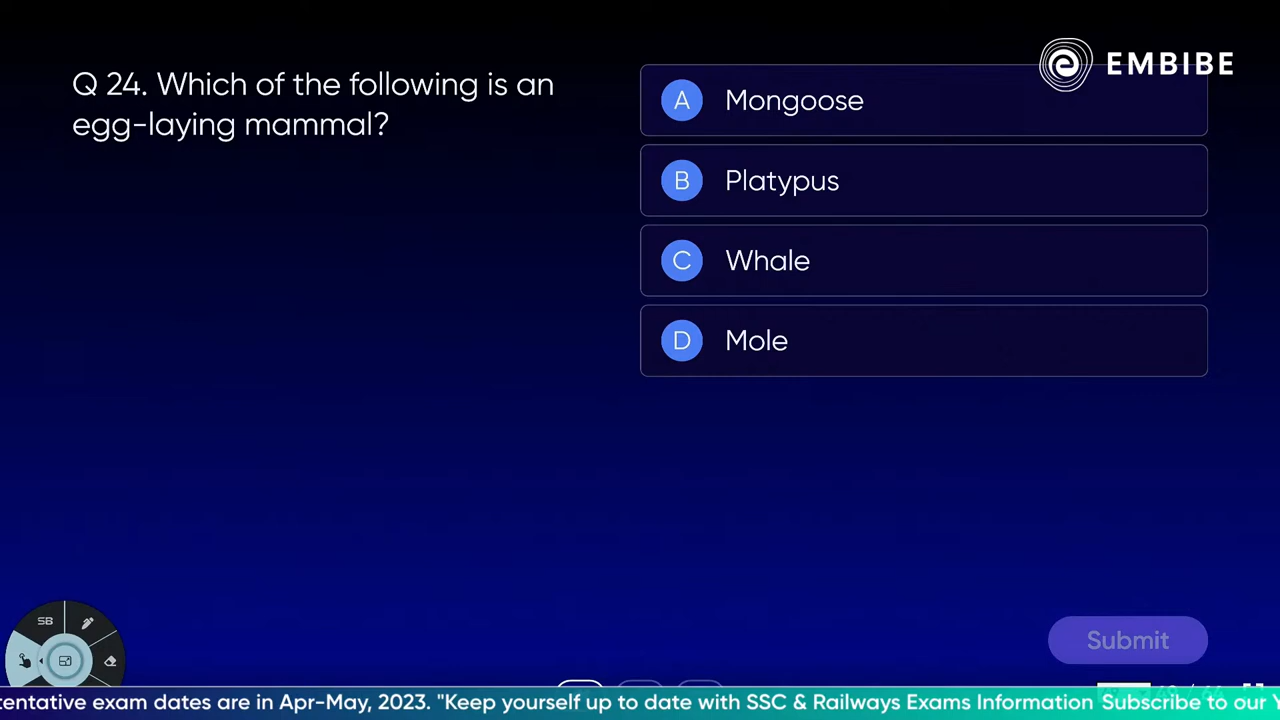 EMBIBE
Q 24. Which of the following is an
egg-laying mammal?
A Mongoose
B Platypus
C Whale
D Mole
SB
Submit
tentative exam dates are in Apr-May, 2023. "Keep yourself up to date with SSC & Railways Exams Information Subscribe to our